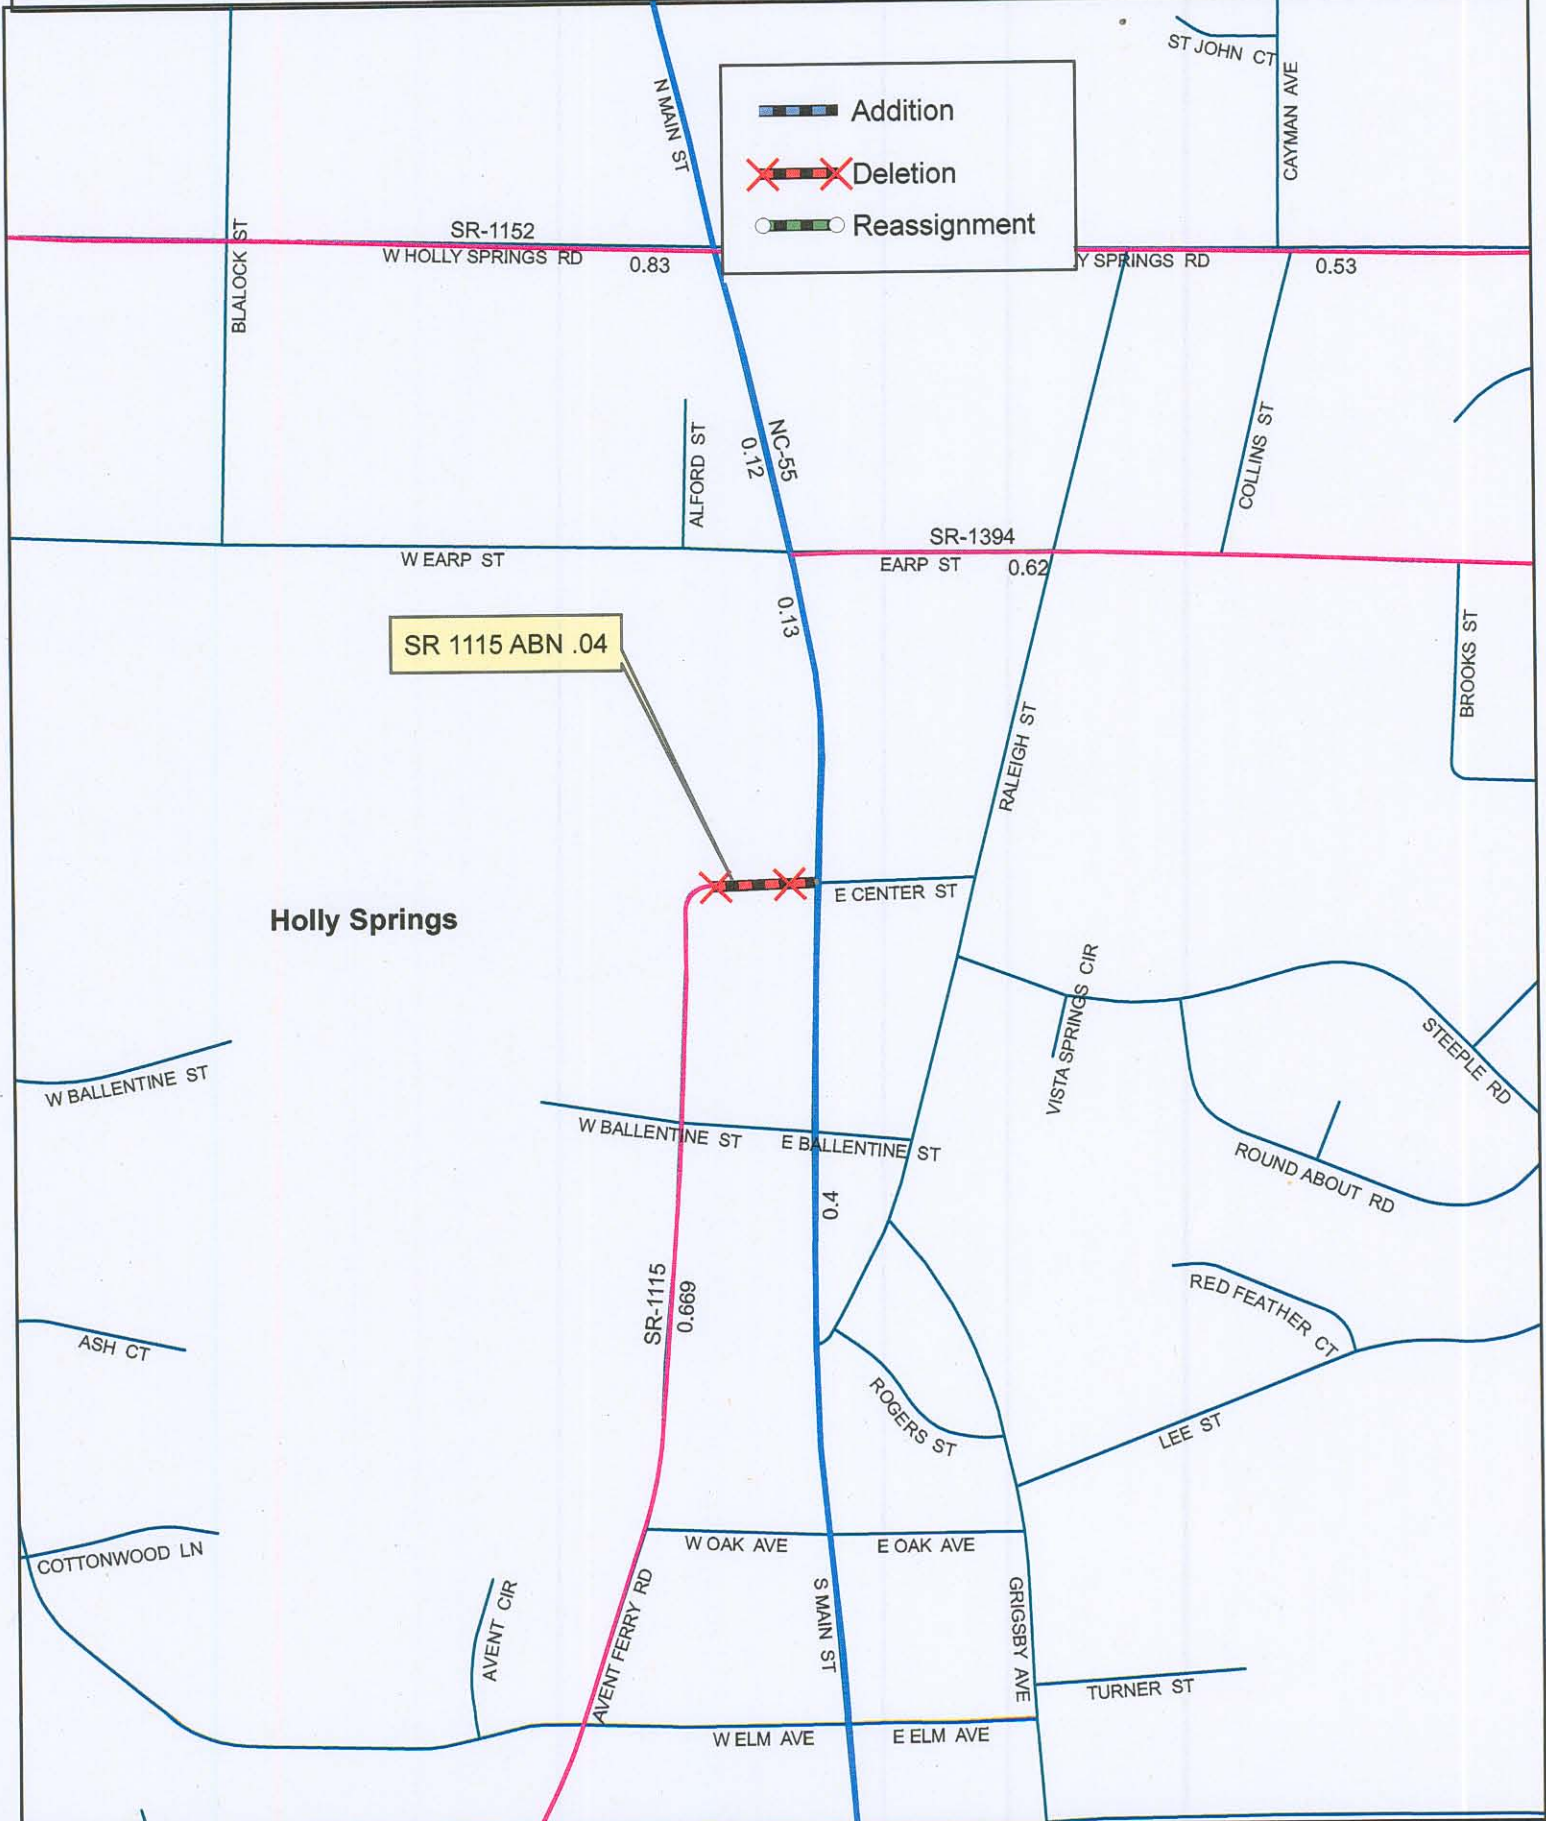 ST JOHN CT
CAYMAN AVE
N MAIN ST
Addition
Deletion
Reassignment
SR-1152
W HOLLY SPRINGS RD
0.83
Y SPRINGS RD
0.53
BLALOCK ST
ALFORD ST
NC-55
0.12
COLLINS ST
SR-1394
W EARP ST
EARP ST
0.62
0.13
SR 1115 ABN .04
BROOKS ST
RALEIGH ST
E CENTER ST
Holly Springs
VISTA SPRINGS CIR
STEEPLE RD
W BALLENTINE ST
W BALLENTINE ST
E BALLENTINE ST
ROUND ABOUT RD
0.4
SR-1115
0.669
RED FEATHER CT
ASH CT
ROGERS ST
LEE ST
COTTONWOOD LN
W OAK AVE
E OAK AVE
AVENT CIR
AVENT FERRY RD
S MAIN ST
GRIGSBY AVE
TURNER ST
W ELM AVE
E ELM AVE